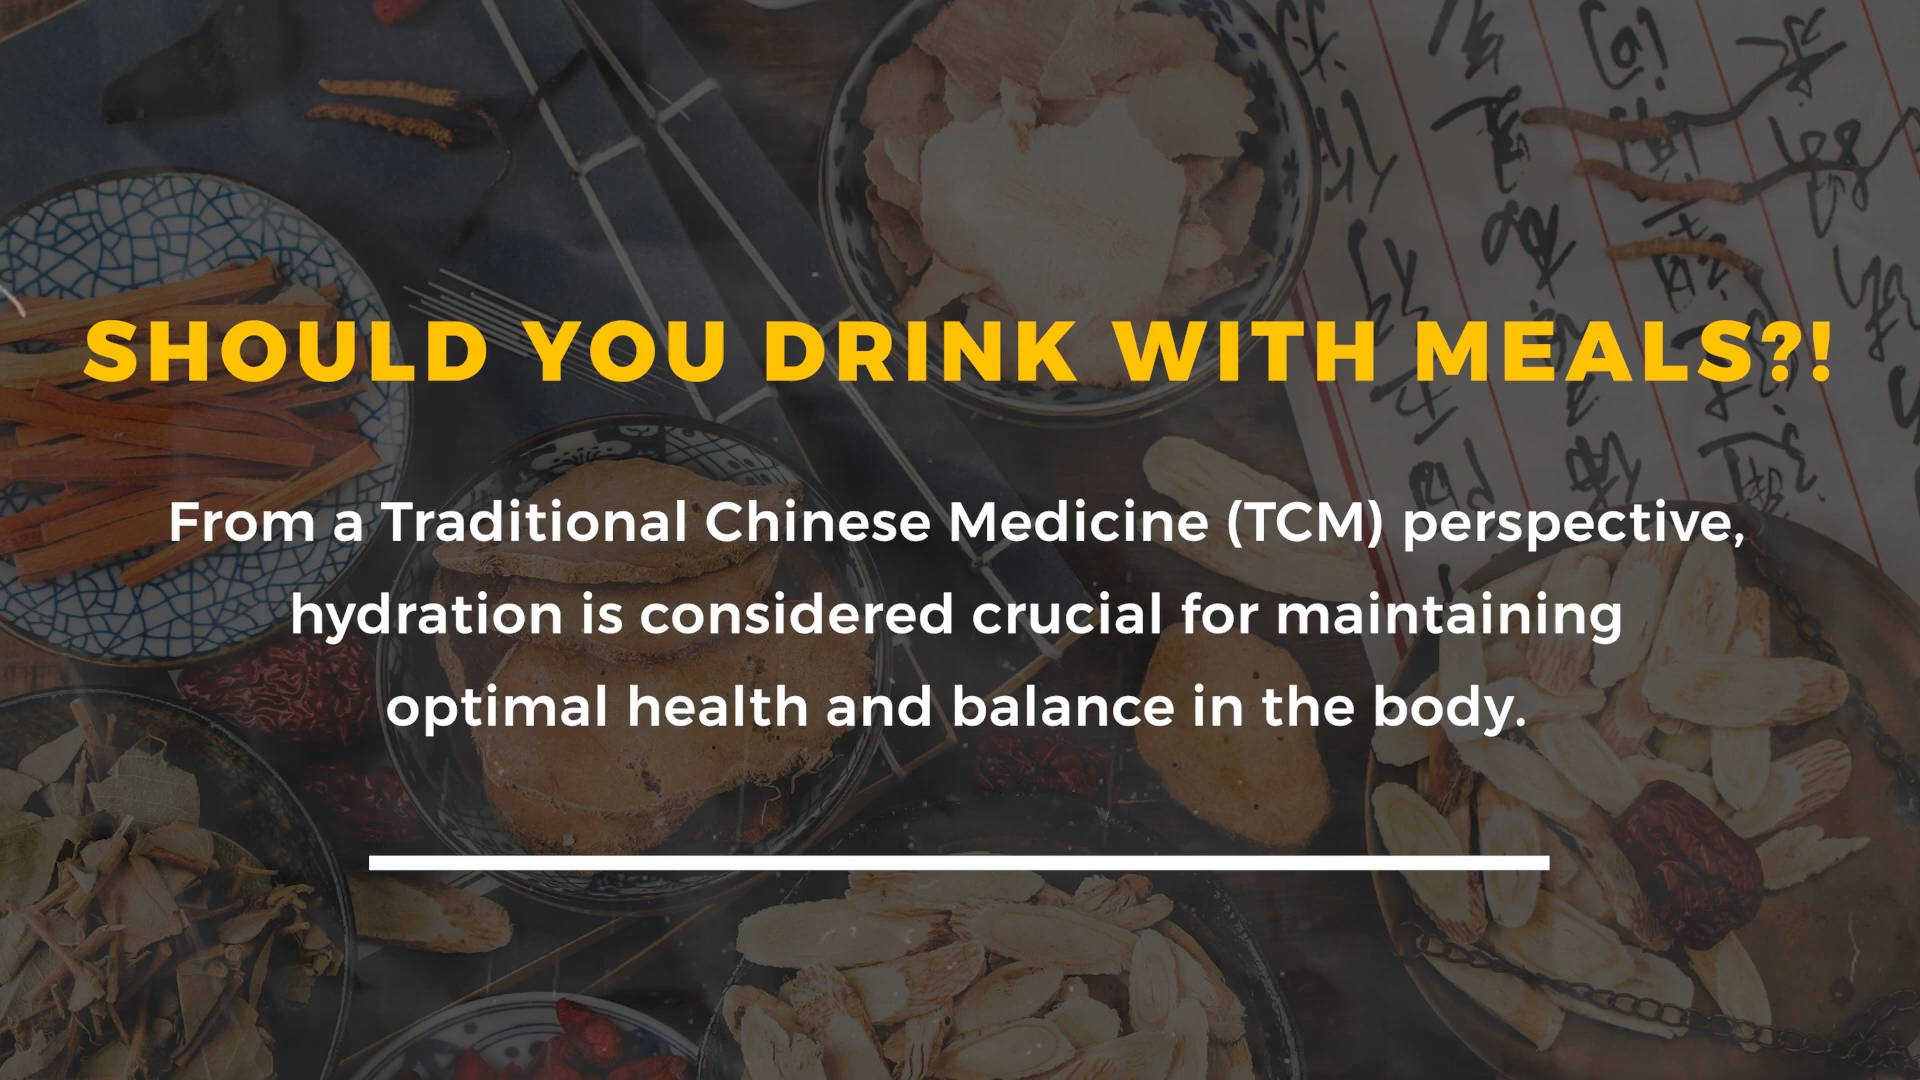 SHOULD YOU DRINK WITH MEALS?!
From a Traditional Chinese Medicine (TCM) perspective,
hydration is considered crucial for maintaining
optimal health and balance in the body.